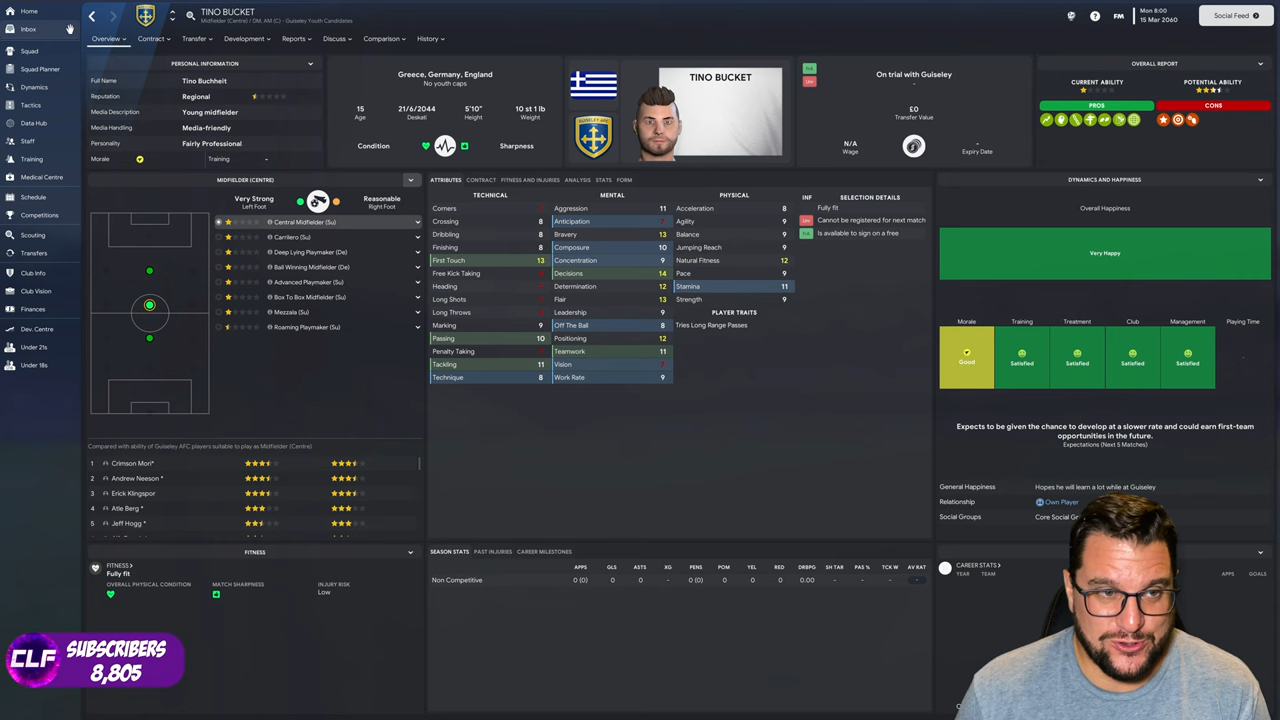 Home
Inbox
Squad
Squad Planner
Dynamics
Tactics
Data Hub
Staff
Training
Medical Centre
Schedule
Competitions
Scouting
Transfers
Club Info
Club Vision
Finances
Dev. Centre
Under 21s
Under 18s
TINO BUCKET
Midfielder (Centre) / DM, AM (C) - Guiseley Youth Candidates
FM
Mon 8:00
15 Mar 2060
Social Feed
Overview Contract Transfer Development Reports Discuss Comparison History
PERSONAL INFORMATION
Full Name Tino Buchheit
Reputation Regional
Media Description Young midfielder
Media Handling Media-friendly
Personality Fairly Professional
Morale Training -
Greece, Germany, England
No youth caps
15 21/6/2044 5'10" 10 st 1 lb
Age Deskati Height Weight
Condition Sharpness
GUISELEY AFC
TINO BUCKET
On trial with Guiseley
-
£0
Transfer Value
N/A
Wage
-
Expiry Date
OVERALL REPORT
CURRENT ABILITY POTENTIAL ABILITY
PROS CONS
MIDFIELDER (CENTRE)
Very Strong
Left Foot
Reasonable
Right Foot
Central Midfielder (Su)
Carrilero (Su)
Deep Lying Playmaker (De)
Ball Winning Midfielder (De)
Advanced Playmaker (Su)
Box To Box Midfielder (Su)
Mezzala (Su)
Roaming Playmaker (Su)
Compared with ability of Guiseley AFC players suitable to play as Midfielder (Centre)
1 Crimson Mori*
2 Andrew Neeson *
3 Erick Klingspor
4 Atle Berg *
5 Jeff Hogg *
ATTRIBUTES CONTRACT FITNESS AND INJURIES ANALYSIS STATS FORM
TECHNICAL
Corners
Crossing 8
Dribbling 8
Finishing 8
First Touch 13
Free Kick Taking
Heading
Long Shots
Long Throws
Marking 9
Passing 10
Penalty Taking
Tackling 11
Technique 8
MENTAL
Aggression 11
Anticipation 7
Bravery 13
Composure 10
Concentration 9
Decisions 14
Determination 12
Flair 13
Leadership 9
Off The Ball 8
Positioning 12
Teamwork 11
Vision 7
Work Rate 9
PHYSICAL
Acceleration 8
Agility 9
Balance 9
Jumping Reach 9
Natural Fitness 12
Pace 9
Stamina 11
Strength 9
PLAYER TRAITS
Tries Long Range Passes
INF SELECTION DETAILS
Fully fit
Cannot be registered for next match
Is available to sign on a free
DYNAMICS AND HAPPINESS
Overall Happiness
Very Happy
Morale Training Treatment Club Management Playing Time
Good Satisfied Satisfied Satisfied Satisfied
Expects to be given the chance to develop at a slower rate and could earn first-team
opportunities in the future.
Expectations (Next 5 Matches)
General Happiness Hopes he will learn a lot while at Guiseley
Relationship Own Player
Social Groups Core Social
FITNESS
FITNESS>
Fully fit
OVERALL PHYSICAL CONDITION MATCH SHARPNESS INJURY RISK
Low
SEASON STATS PAST INJURIES CAREER MILESTONES
APPS GLS ASTS XG PENS POM YEL RED DRBPG SH TAR PAS % TCK W AV RAT
Non Competitive 0 (0) 0 0 - 0 (0) 0 0 0 0.00 - - - -
CAREER STATS>
YEAR TEAM APPS GOALS
CLF
SUBSCRIBERS
8,805